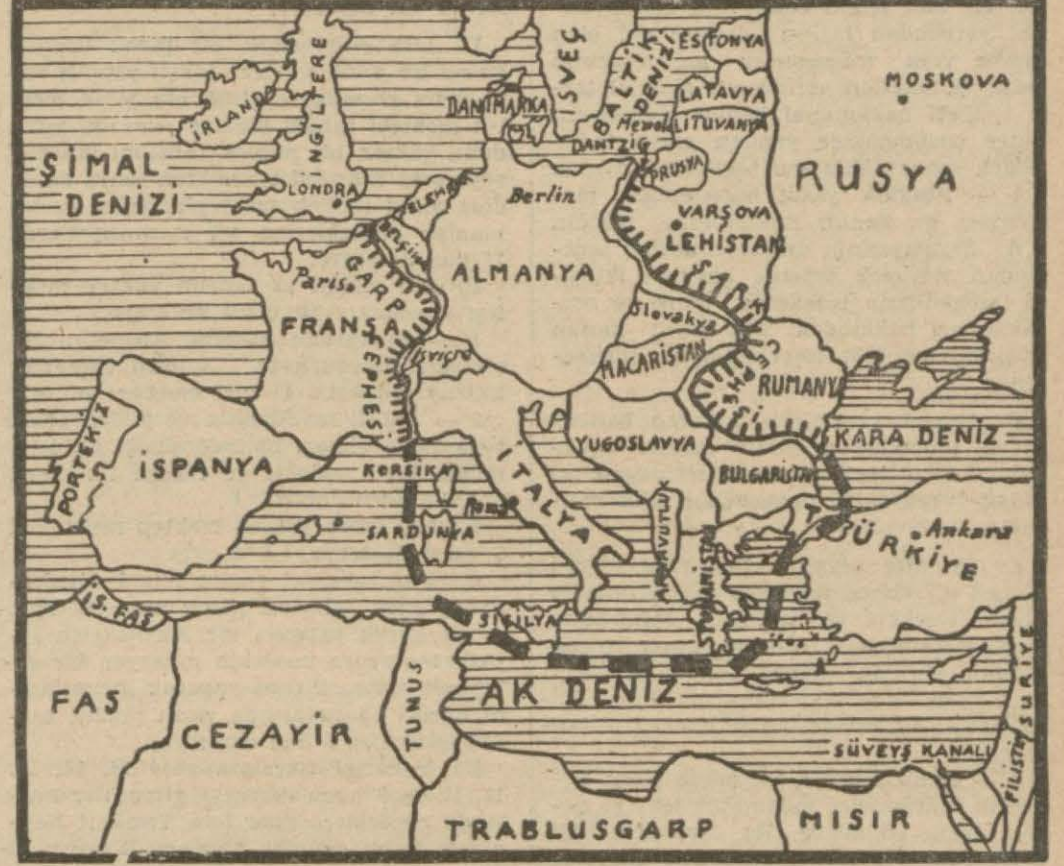 ESTONYA
MOSKOVA
İSVEÇ
BALTIK
DENİZİ
DANİMARKA
LATAVYA
İRLANDA
İNGİLTERE
Memel
LİTUVANYA
DANTZİG
PRUSYA
RUSYA
ŞİMAL
DENİZİ
LONDRA
FELEMENK
Berlin
VARŞOVA
LEHİSTAN
Belçika
ALMANYA
Paris
GARP
CEPHESİ
ŞARK
CEPHESİ
FRANSA
Slovakya
İsviçre
MACARİSTAN
RUMANYA
PORTEKİZ
İSPANYA
İTALYA
YUGOSLAVYA
KARA DENİZ
KORSİKA
BULGARİSTAN
Roma
SARDUNYA
ARNAVUTLUK
TÜRKİYE
Ankara
YUNANİSTAN
İS. FAS
SİSİLYA
SURİYE
FAS
CEZAYİR
TUNUS
AK DENİZ
SÜVEYŞ KANALI
FİLİSTİN
TRABLUSGARP
MISIR